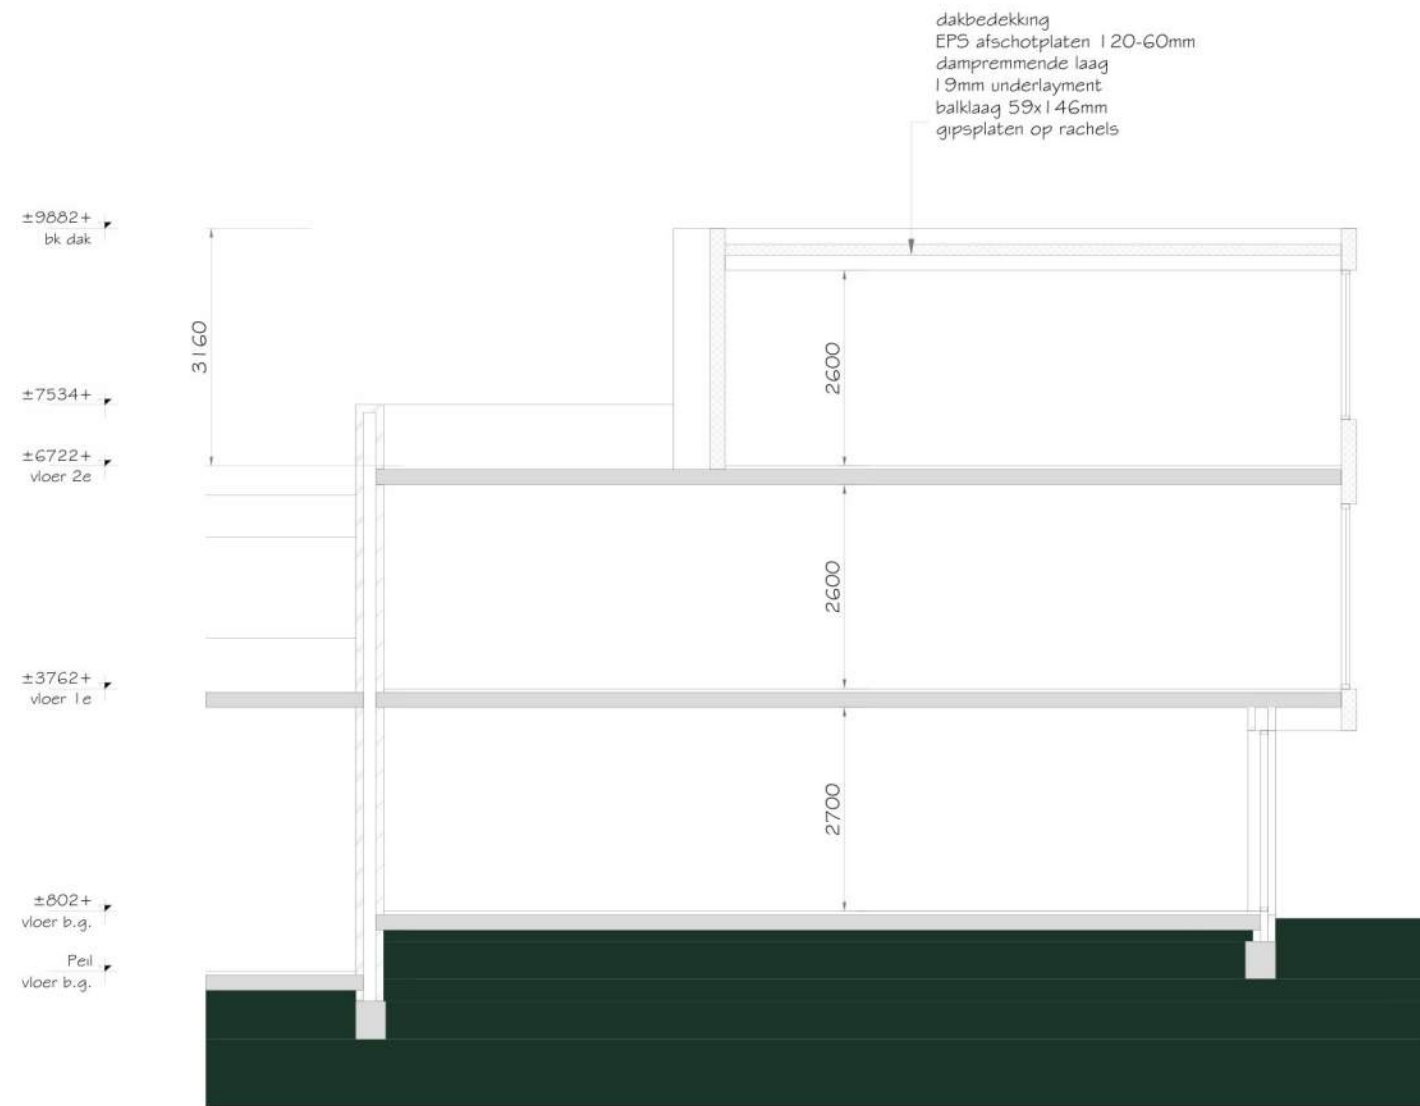 dakbedekking
EPS afschotplaten 120-60mm
dampremmende laag
19mm underlayment
balklaag 59x146mm
gipsplaten op rachels
±9882+
bk dak
3160
2600
±7534+
±6722+
vloer 2e
2600
±3762+
vloer 1e
2700
±802+
vloer b.g.
Peil
vloer b.g.